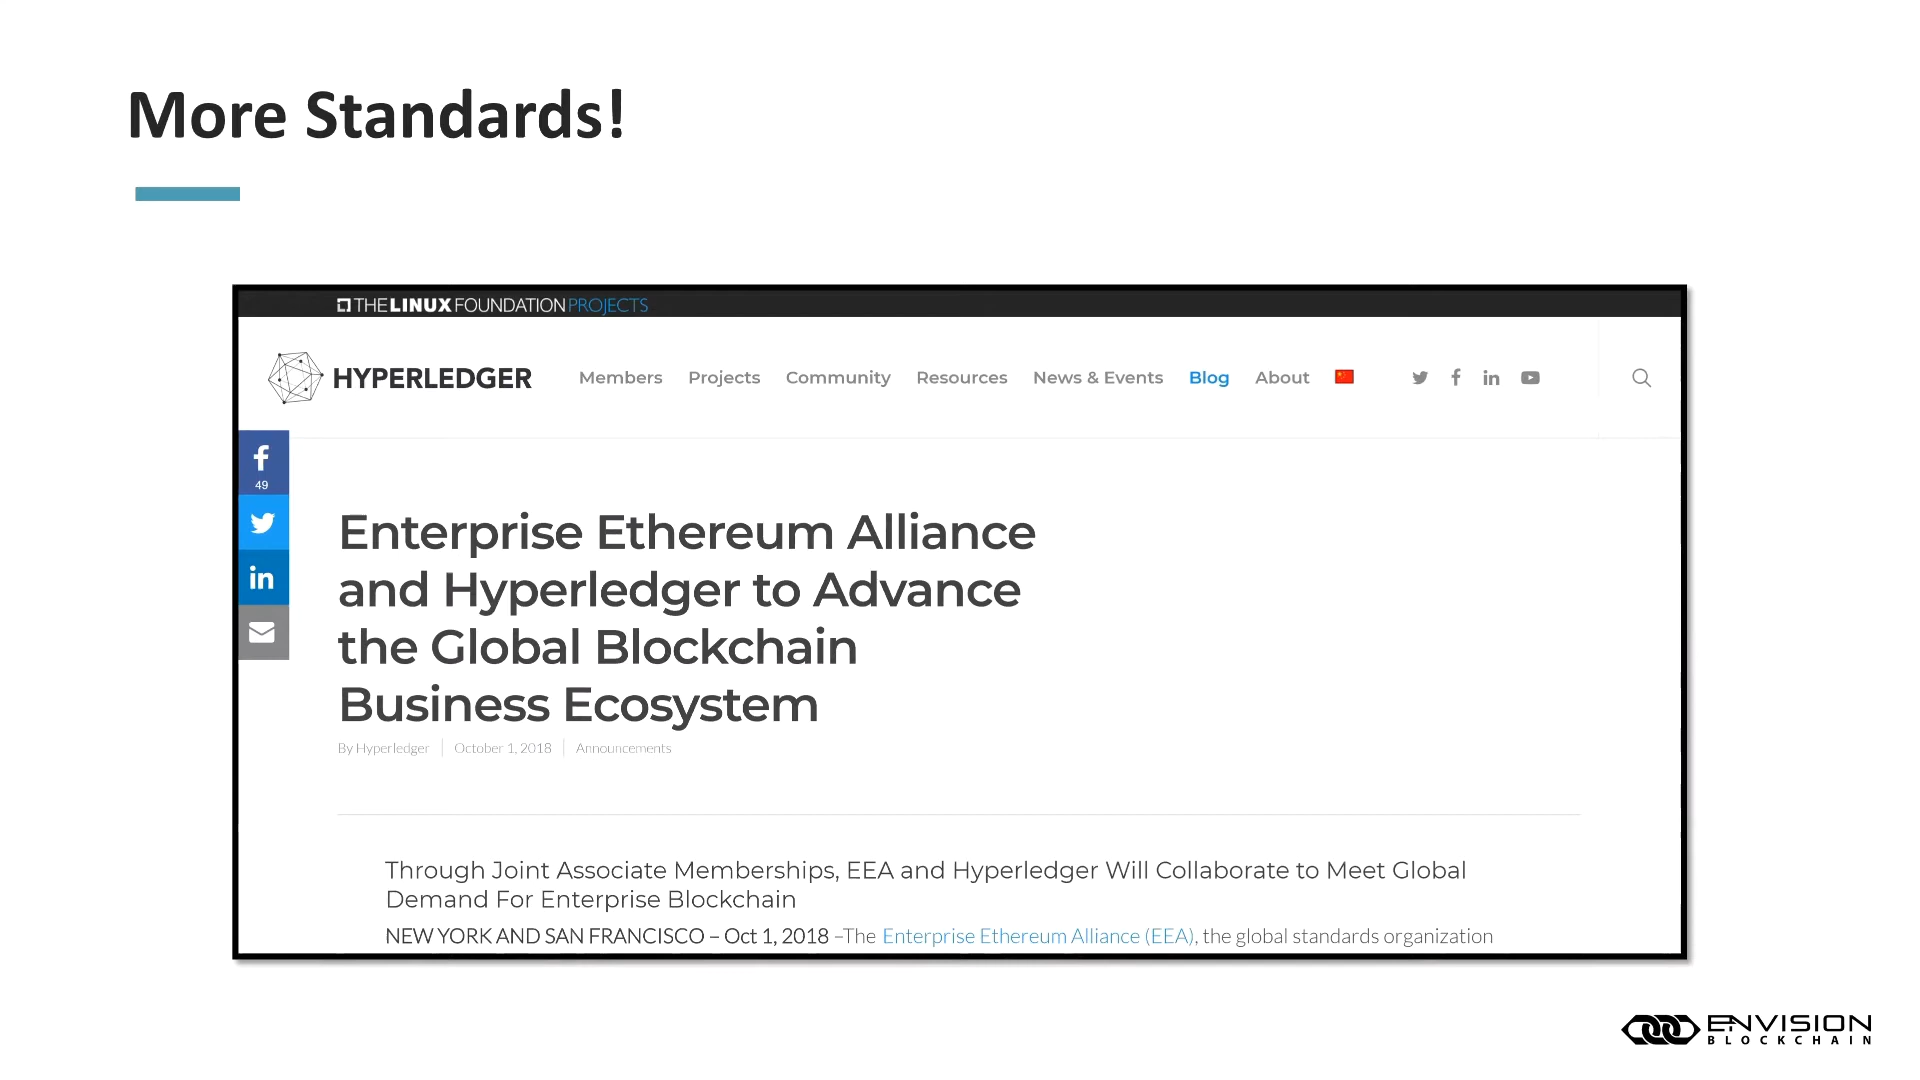 More Standards!
THE LINUX FOUNDATION PROJECTS
HYPERLEDGER
Members Projects Community Resources News & Events Blog About
49
Enterprise Ethereum Alliance
and Hyperledger to Advance
the Global Blockchain
Business Ecosystem
By Hyperledger October 1, 2018 Announcements
Through Joint Associate Memberships, EEA and Hyperledger Will Collaborate to Meet Global
Demand For Enterprise Blockchain
NEW YORK AND SAN FRANCISCO – Oct 1, 2018 –The Enterprise Ethereum Alliance (EEA), the global standards organization
ENVISION
BLOCKCHAIN